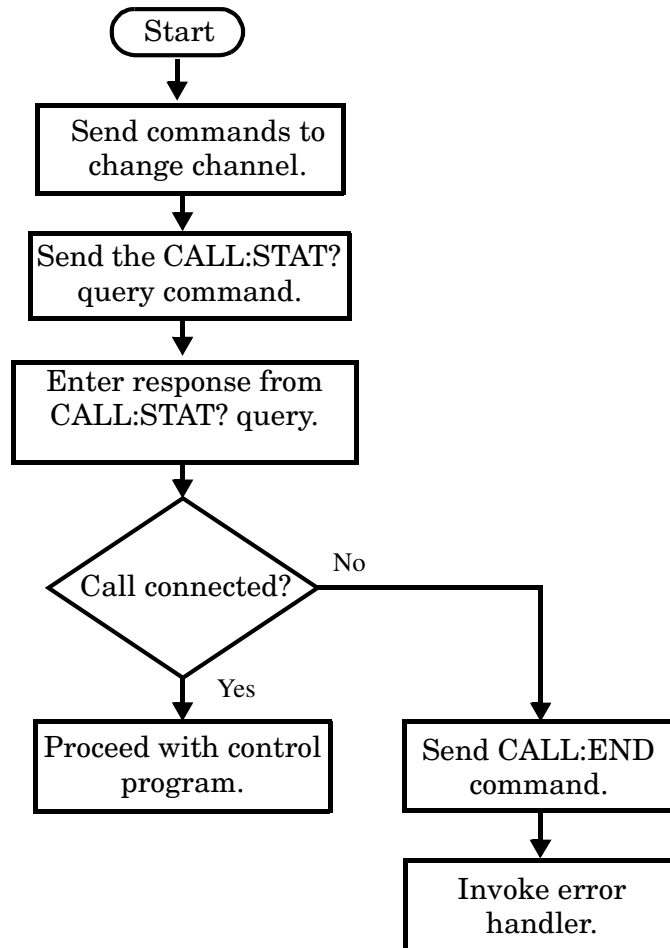 Start
Send commands to
change channel.
Send the CALL:STAT?
query command.
Enter response from
CALL:STAT? query.
Call connected?
No
Yes
Proceed with control
program.
Send CALL:END
command.
Invoke error
handler.